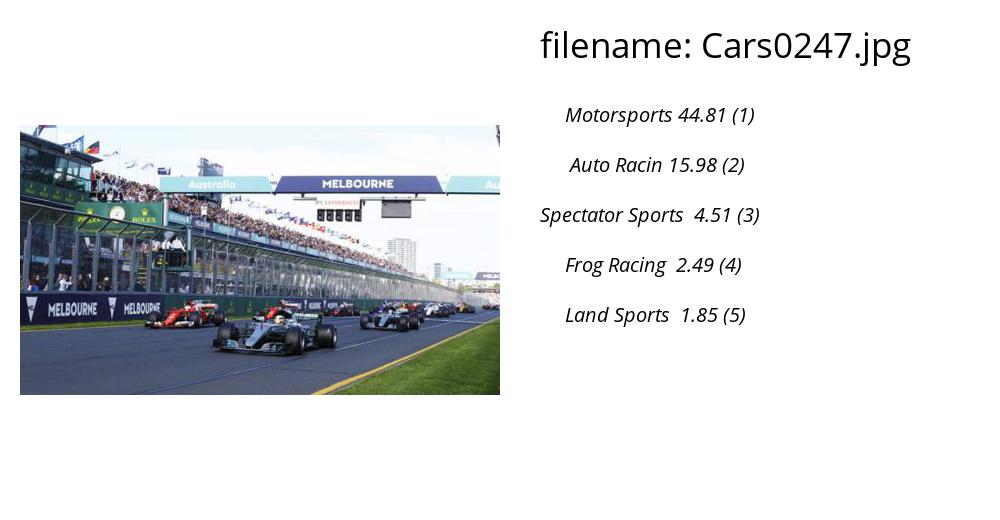 filename: Cars0247.jpg
Motorsports 44.81 (1)
Auto Racin 15.98 (2)
Spectator Sports 4.51 (3)
Frog Racing 2.49 (4)
Land Sports 1.85 (5)
Australia
MELBOURNE
Au
ROLEX
ROLEX
MELBOURNE
MELBOURNE